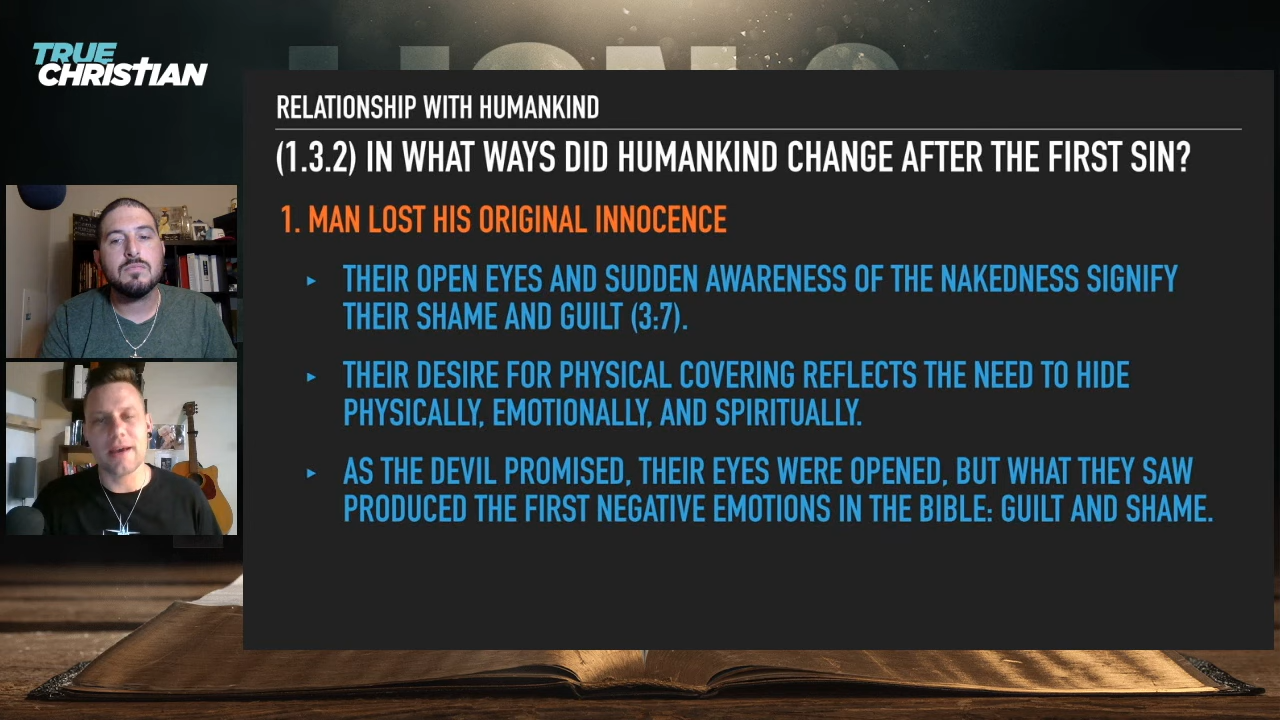 TRUE
CHRISTIAN
RELATIONSHIP WITH HUMANKIND
(1.3.2) IN WHAT WAYS DID HUMANKIND CHANGE AFTER THE FIRST SIN?
1. MAN LOST HIS ORIGINAL INNOCENCE
▸ THEIR OPEN EYES AND SUDDEN AWARENESS OF THE NAKEDNESS SIGNIFY
THEIR SHAME AND GUILT (3:7).
▸ THEIR DESIRE FOR PHYSICAL COVERING REFLECTS THE NEED TO HIDE
PHYSICALLY, EMOTIONALLY, AND SPIRITUALLY.
▸ AS THE DEVIL PROMISED, THEIR EYES WERE OPENED, BUT WHAT THEY SAW
PRODUCED THE FIRST NEGATIVE EMOTIONS IN THE BIBLE: GUILT AND SHAME.